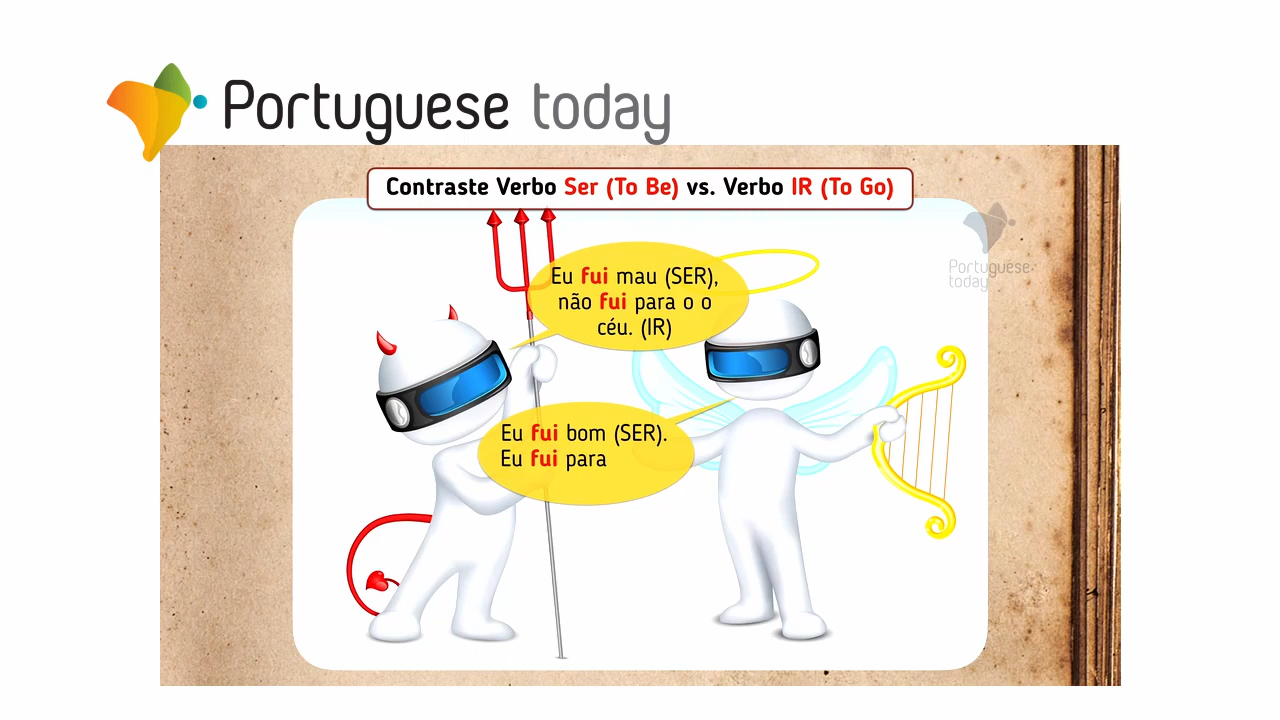 Portuguese today
Contraste Verbo Ser (To Be) vs. Verbo IR (To Go)
Portuguese
today
Eu fui mau (SER),
não fui para o o
céu. (IR)
Eu fui bom (SER).
Eu fui para